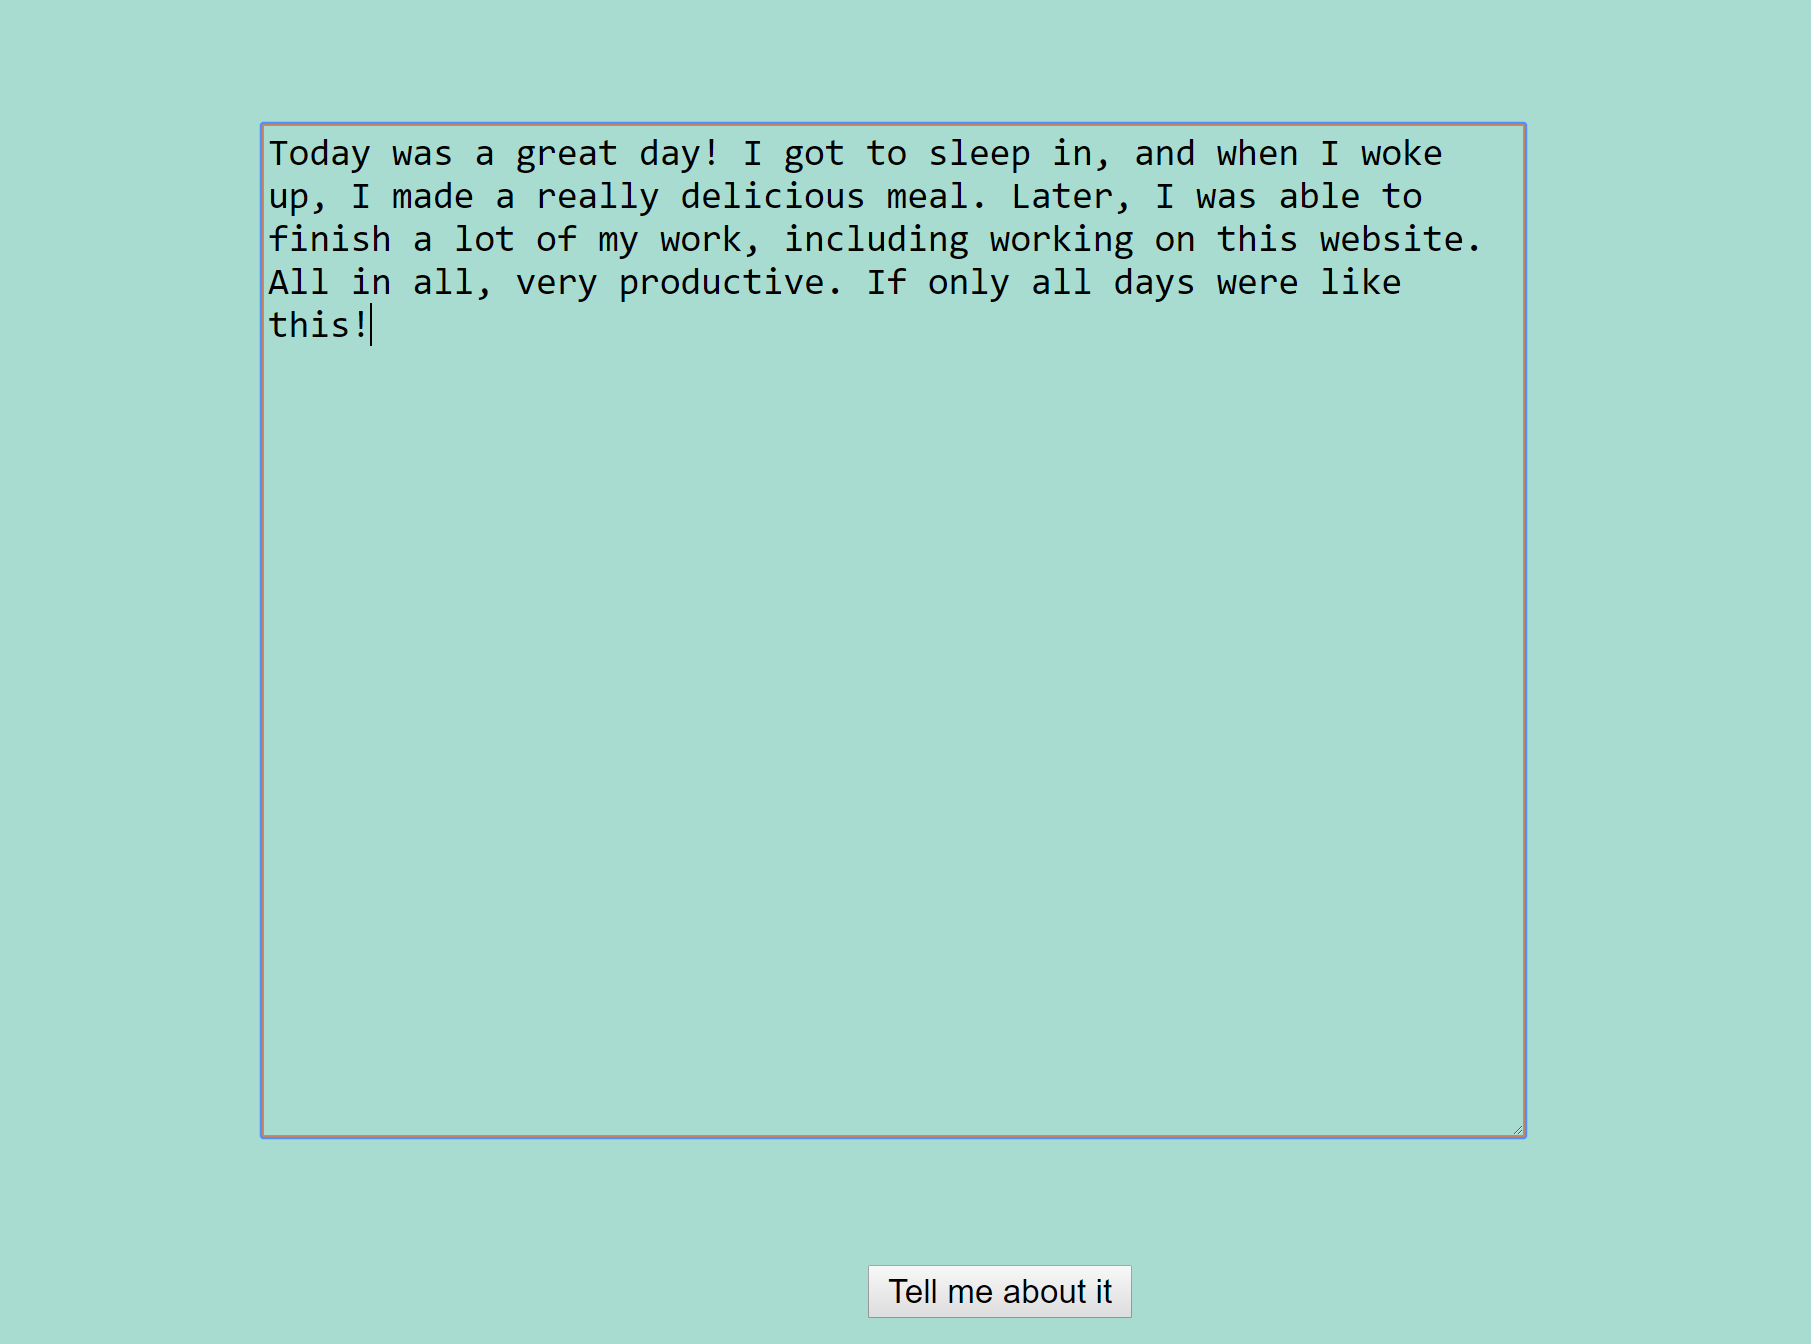 Today was a great day! I got to sleep in, and when I woke
up, I made a really delicious meal. Later, I was able to
finish a lot of my work, including working on this website.
All in all, very productive. If only all days were like
this!
Tell me about it